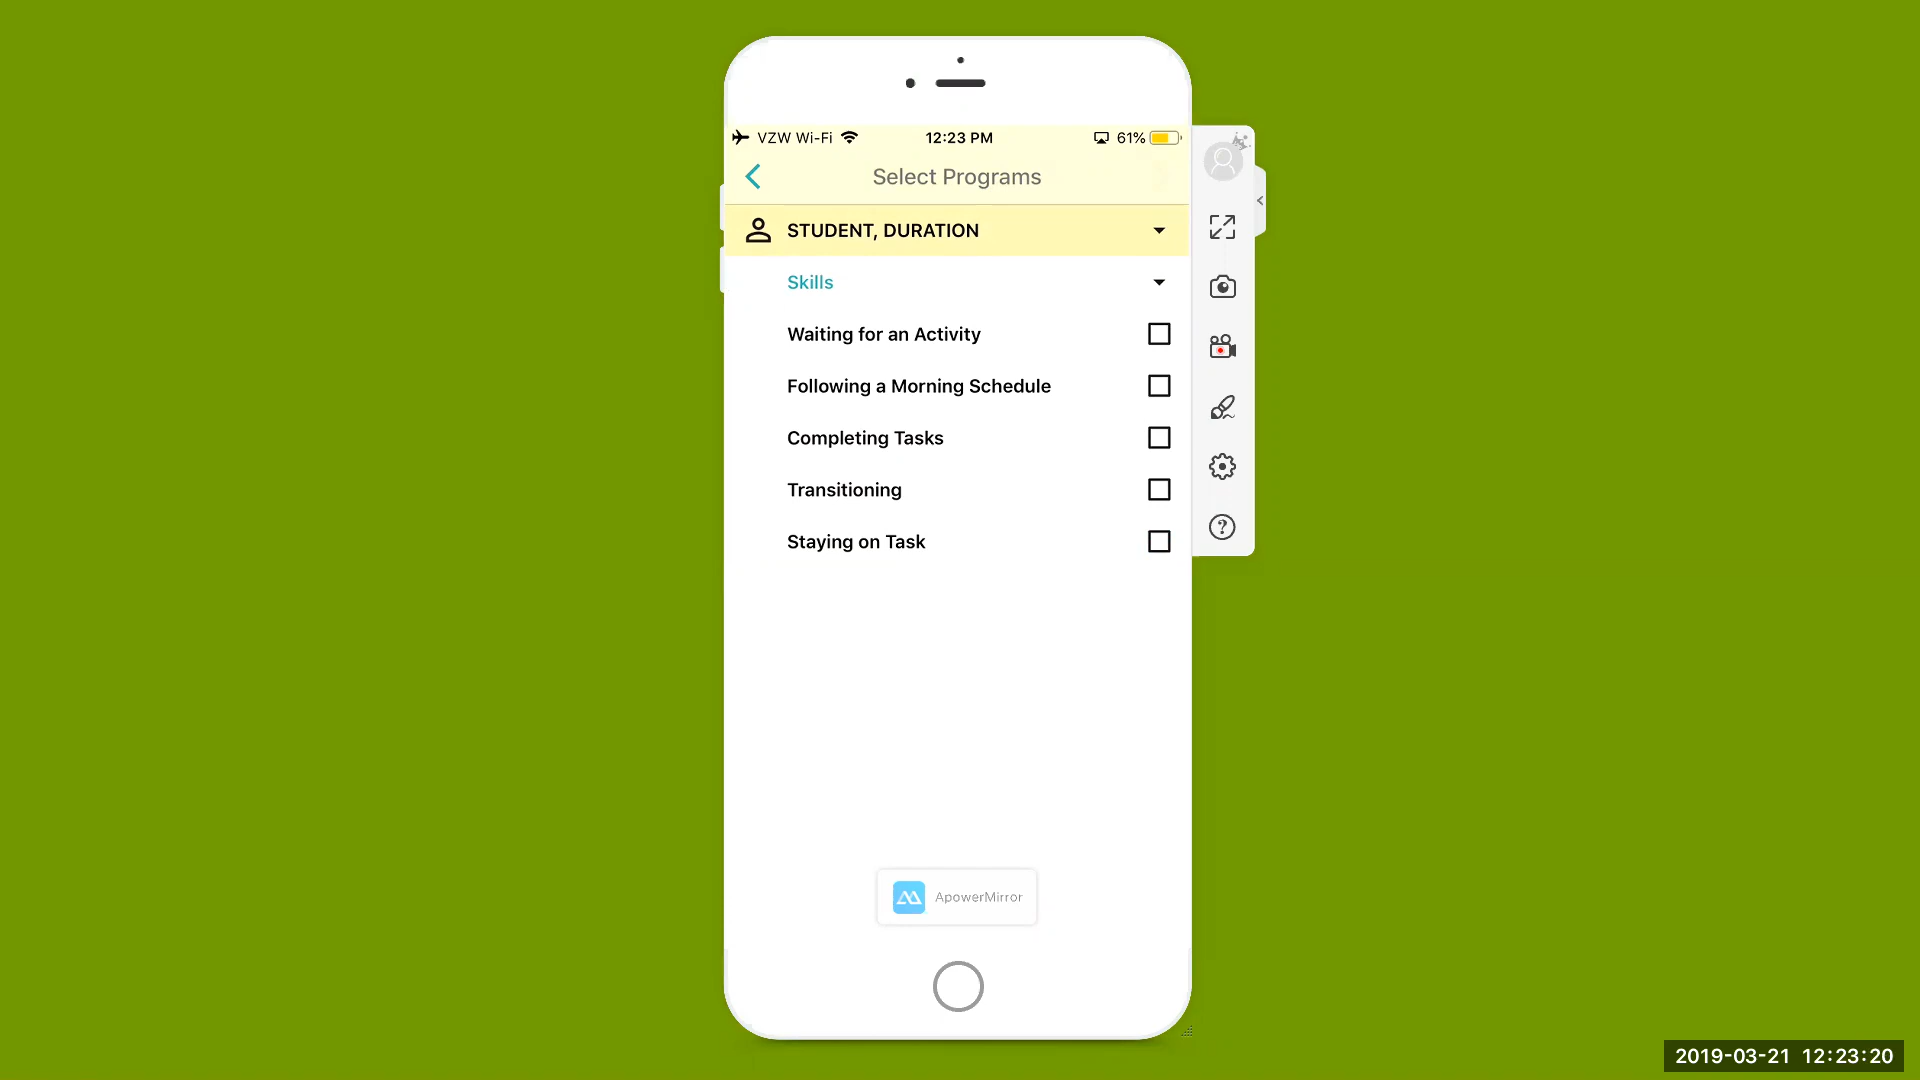 VZW Wi-Fi 12:23 PM 61%
Select Programs
STUDENT, DURATION
Skills
Waiting for an Activity
Following a Morning Schedule
Completing Tasks
Transitioning
Staying on Task
ApowerMirror
2019-03-21 12:23:20